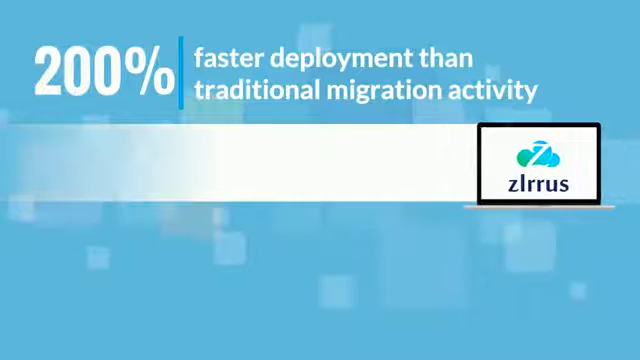 200%
faster deployment than
traditional migration activity
zIrrus